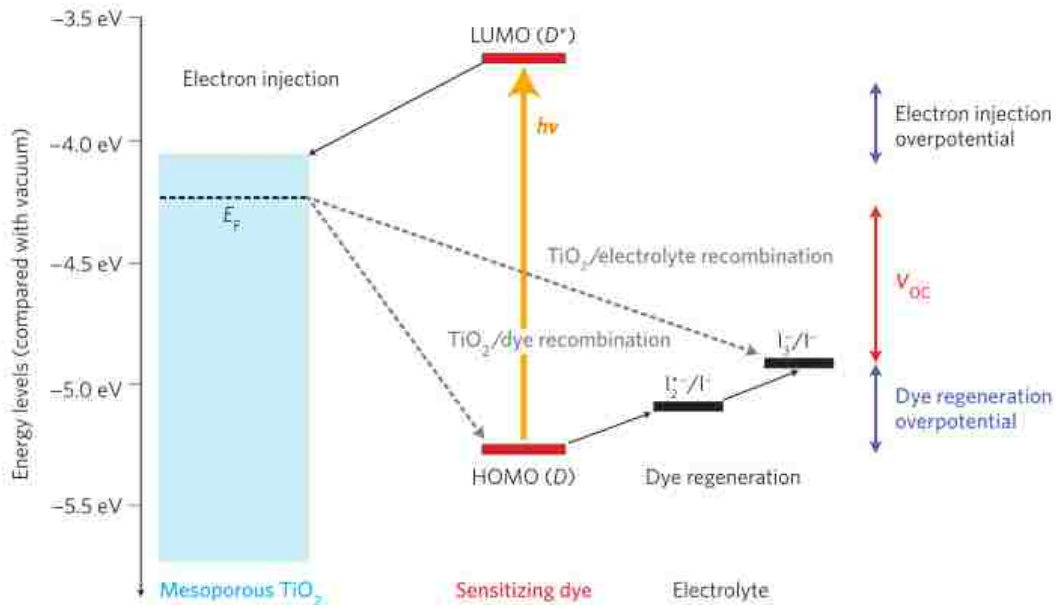 −3.5 eV
LUMO (D*)
Electron injection
hν
Electron injection
overpotential
−4.0 eV
E_F
−4.5 eV
TiO₂/electrolyte recombination
V_OC
TiO₂/dye recombination
I₃⁻/I⁻
I₂•⁻/I⁻
−5.0 eV
Dye regeneration
overpotential
HOMO (D)
Dye regeneration
−5.5 eV
Mesoporous TiO₂
Sensitizing dye
Electrolyte
Energy levels (compared with vacuum)